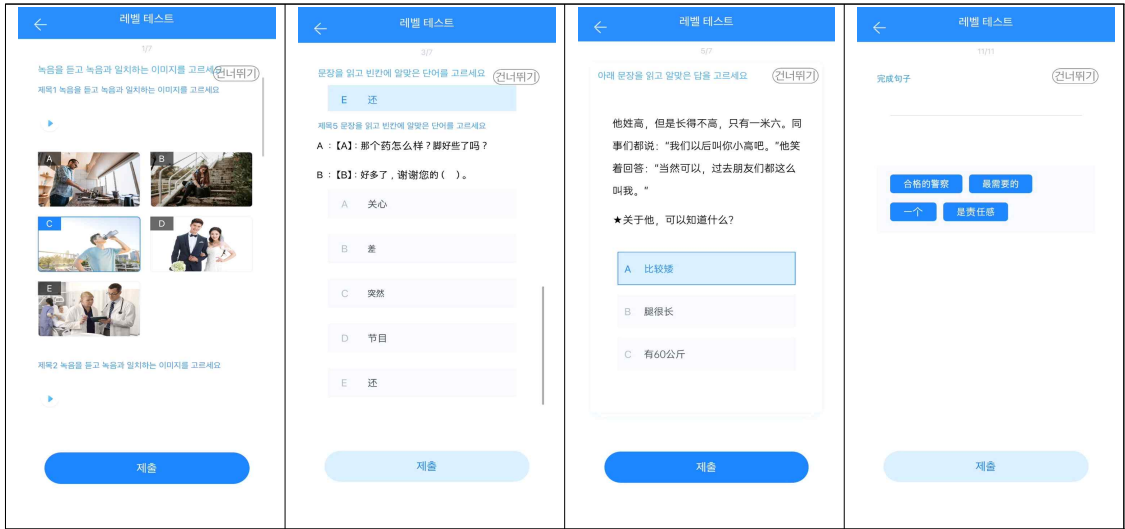 레벨 테스트
1/7
녹음을 듣고 녹음과 일치하는 이미지를 고르세요
건너뛰기
제목1 녹음을 듣고 녹음과 일치하는 이미지를 고르세요
A
B
C
D
E
제목2 녹음을 듣고 녹음과 일치하는 이미지를 고르세요
제출
레벨 테스트
3/7
문장을 읽고 빈칸에 알맞은 단어를 고르세요
건너뛰기
E 还
제목5 문장을 읽고 빈칸에 알맞은 단어를 고르세요
A :【A】: 那个药怎么样？脚好些了吗？
B :【B】: 好多了，谢谢您的（ ）。
A 关心
B 差
C 突然
D 节目
E 还
제출
레벨 테스트
5/7
아래 문장을 읽고 알맞은 답을 고르세요
건너뛰기
他姓高，但是长得不高，只有一米六。同
事们都说：“我们以后叫你小高吧。”他笑
着回答：“当然可以，过去朋友们都这么
叫我。”
★关于他，可以知道什么？
A 比较矮
B 腿很长
C 有60公斤
제출
레벨 테스트
11/11
完成句子
건너뛰기
合格的警察
最需要的
一个
是责任感
제출